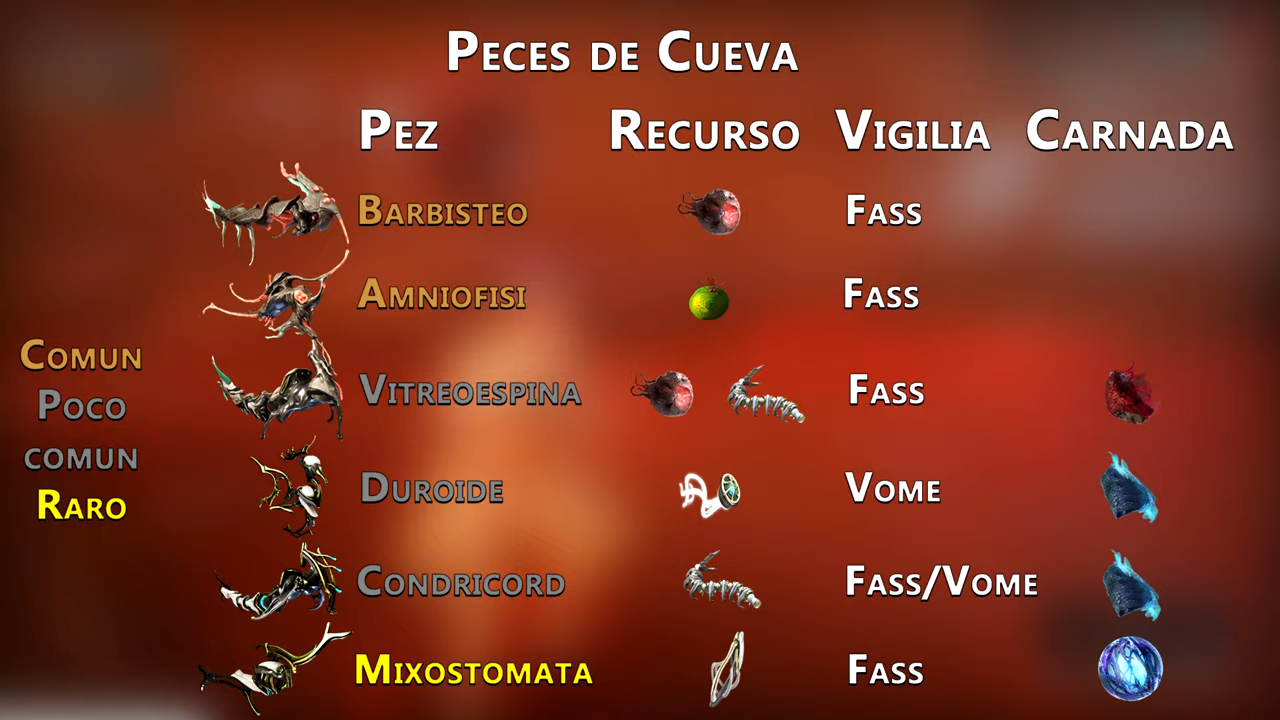 Peces de Cueva
Pez Recurso Vigilia Carnada
Barbisteo Fass
Amniofisi Fass
Vitreoespina Fass
Duroide Vome
Condricord Fass/Vome
Mixostomata Fass
Comun
Poco
comun
Raro